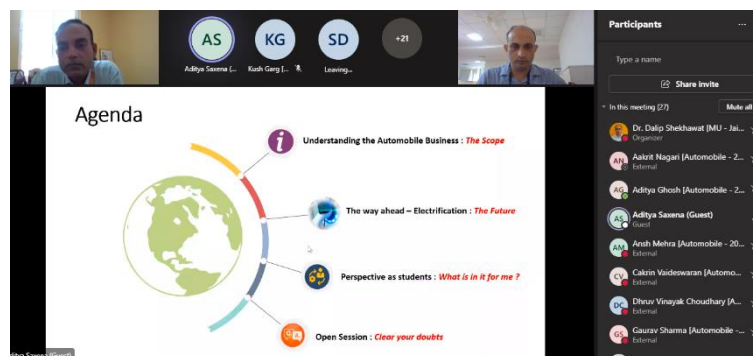 AS
KG
SD
+21
Aditya Saxena (...
Kush Garg [...
Leaving...
Agenda
Understanding the Automobile Business : The Scope
The way ahead – Electrification : The Future
Perspective as students : What is in it for me ?
Open Session : Clear your doubts
Aditya Saxena (Guest)
Participants
...
Type a name
Share invite
In this meeting (27)
Mute all
Dr. Dalip Shekhawat [MU - Jai...
Organizer
AN
Aakrit Nagari [Automobile - 2...
External
AG
Aditya Ghosh [Automobile - 2...
External
AS
Aditya Saxena (Guest)
Guest
AM
Ansh Mehra [Automobile - 20...
External
CV
Cakrin Vaideswaran [Automo...
External
DC
Dhruv Vinayak Choudhary [A...
External
GS
Gaurav Sharma [Automobile -...
External